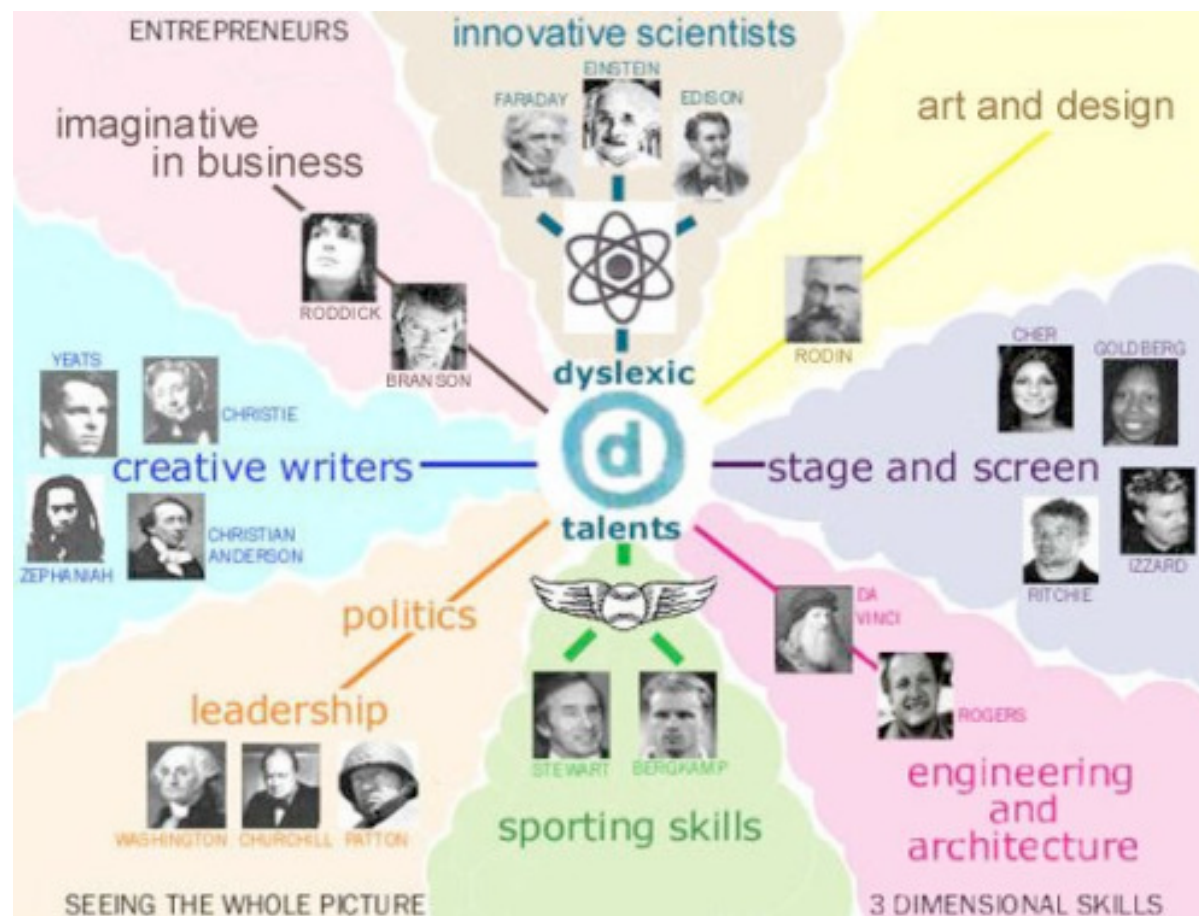 ENTREPRENEURS
imaginative
in business
RODDICK
BRANSON
innovative scientists
EINSTEIN
FARADAY
EDISON
art and design
RODIN
dyslexic
d
talents
YEATS
CHRISTIE
creative writers
ZEPHANIAH
CHRISTIAN
ANDERSON
CHER
GOLDBERG
stage and screen
RITCHIE
IZZARD
politics
leadership
WASHINGTON
CHURCHILL
PATTON
SEEING THE WHOLE PICTURE
STEWART
BERGKAMP
sporting skills
DA
VINCI
ROGERS
engineering
and
architecture
3 DIMENSIONAL SKILLS